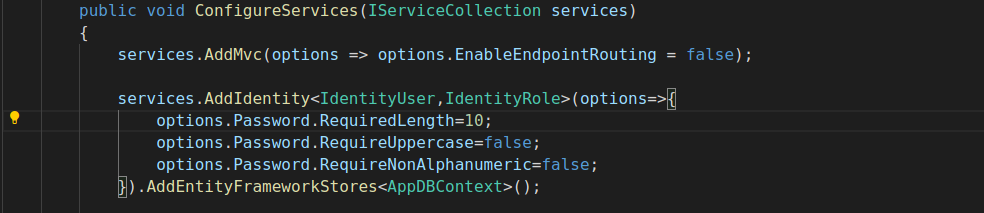 public void ConfigureServices(IServiceCollection services)
{
services.AddMvc(options => options.EnableEndpointRouting = false);
services.AddIdentity<IdentityUser,IdentityRole>(options=>{
options.Password.RequiredLength=10;
options.Password.RequireUppercase=false;
options.Password.RequireNonAlphanumeric=false;
}).AddEntityFrameworkStores<AppDBContext>();